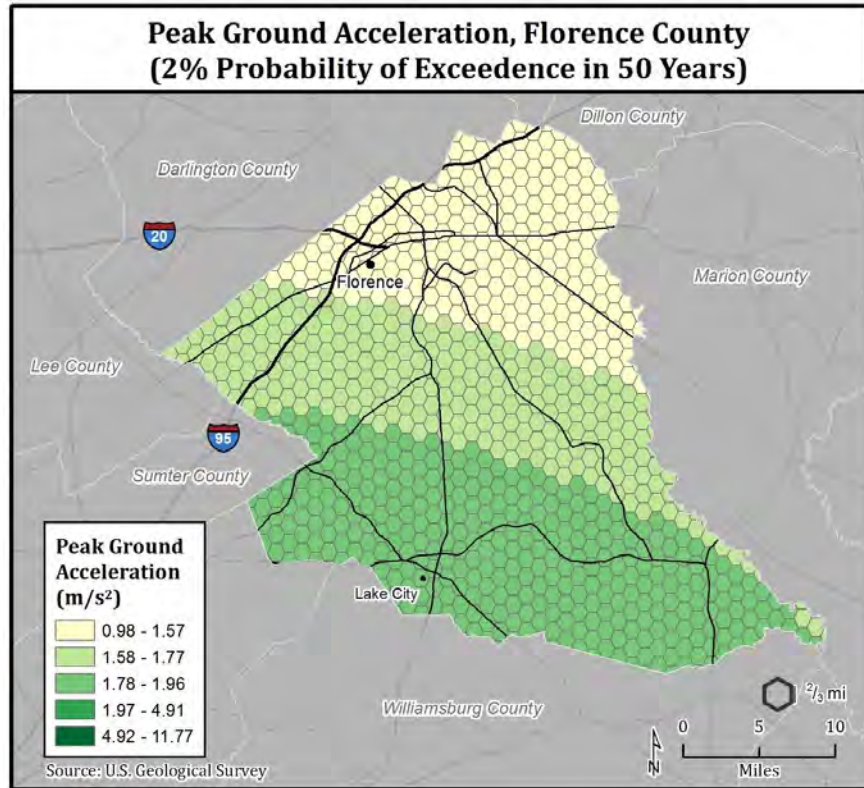 Peak Ground Acceleration, Florence County
(2% Probability of Exceedence in 50 Years)
Dillon County
Darlington County
20
Marion County
Florence
Lee County
95
Sumter County
Peak Ground
Acceleration
(m/s²)
0.98 - 1.57
1.58 - 1.77
1.78 - 1.96
1.97 - 4.91
4.92 - 11.77
Lake City
Williamsburg County
²/₃ mi
N
0 5 10
Miles
Source: U.S. Geological Survey